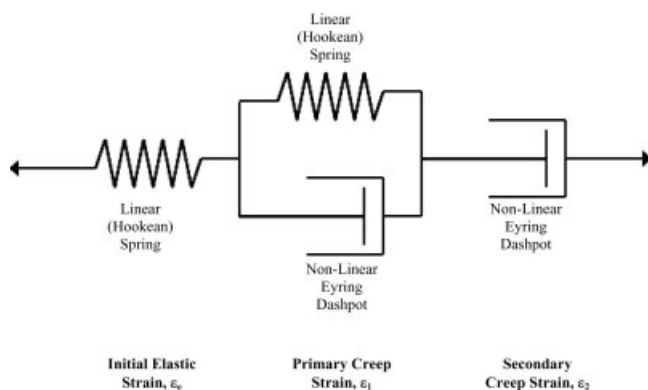 Linear
(Hookean)
Spring
Linear
(Hookean)
Spring
Non-Linear
Eyring
Dashpot
Non-Linear
Eyring
Dashpot
Initial Elastic
Strain, εe
Primary Creep
Strain, ε1
Secondary
Creep Strain, ε2